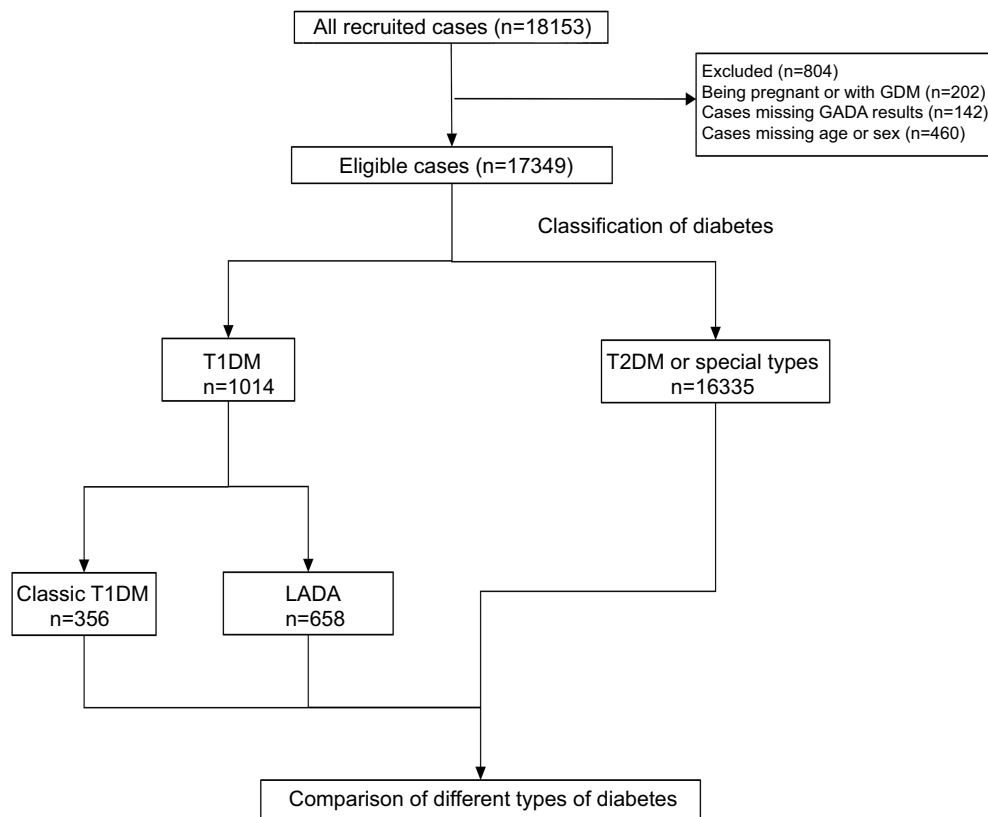 All recruited cases (n=18153)
Excluded (n=804)
Being pregnant or with GDM (n=202)
Cases missing GADA results (n=142)
Cases missing age or sex (n=460)
Eligible cases (n=17349)
Classification of diabetes
T1DM
n=1014
T2DM or special types
n=16335
Classic T1DM
n=356
LADA
n=658
Comparison of different types of diabetes